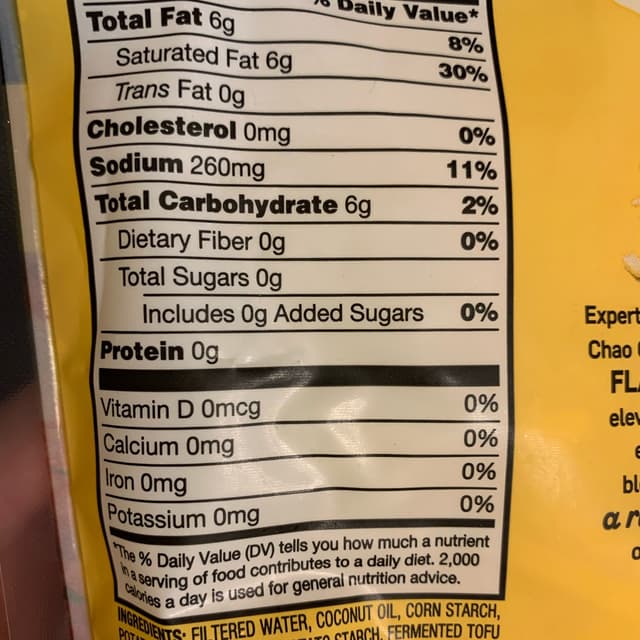 % Daily Value*
Total Fat 6g 8%
Saturated Fat 6g 30%
Trans Fat 0g
Cholesterol 0mg 0%
Sodium 260mg 11%
Total Carbohydrate 6g 2%
Dietary Fiber 0g 0%
Total Sugars 0g
Includes 0g Added Sugars 0%
Protein 0g
Vitamin D 0mcg 0%
Calcium 0mg 0%
Iron 0mg 0%
Potassium 0mg 0%
*The % Daily Value (DV) tells you how much a nutrient
in a serving of food contributes to a daily diet. 2,000
calories a day is used for general nutrition advice.
INGREDIENTS: FILTERED WATER, COCONUT OIL, CORN STARCH,
STARCH, FERMENTED TOFU
Expert
Chao
FL
elev
bl
a r